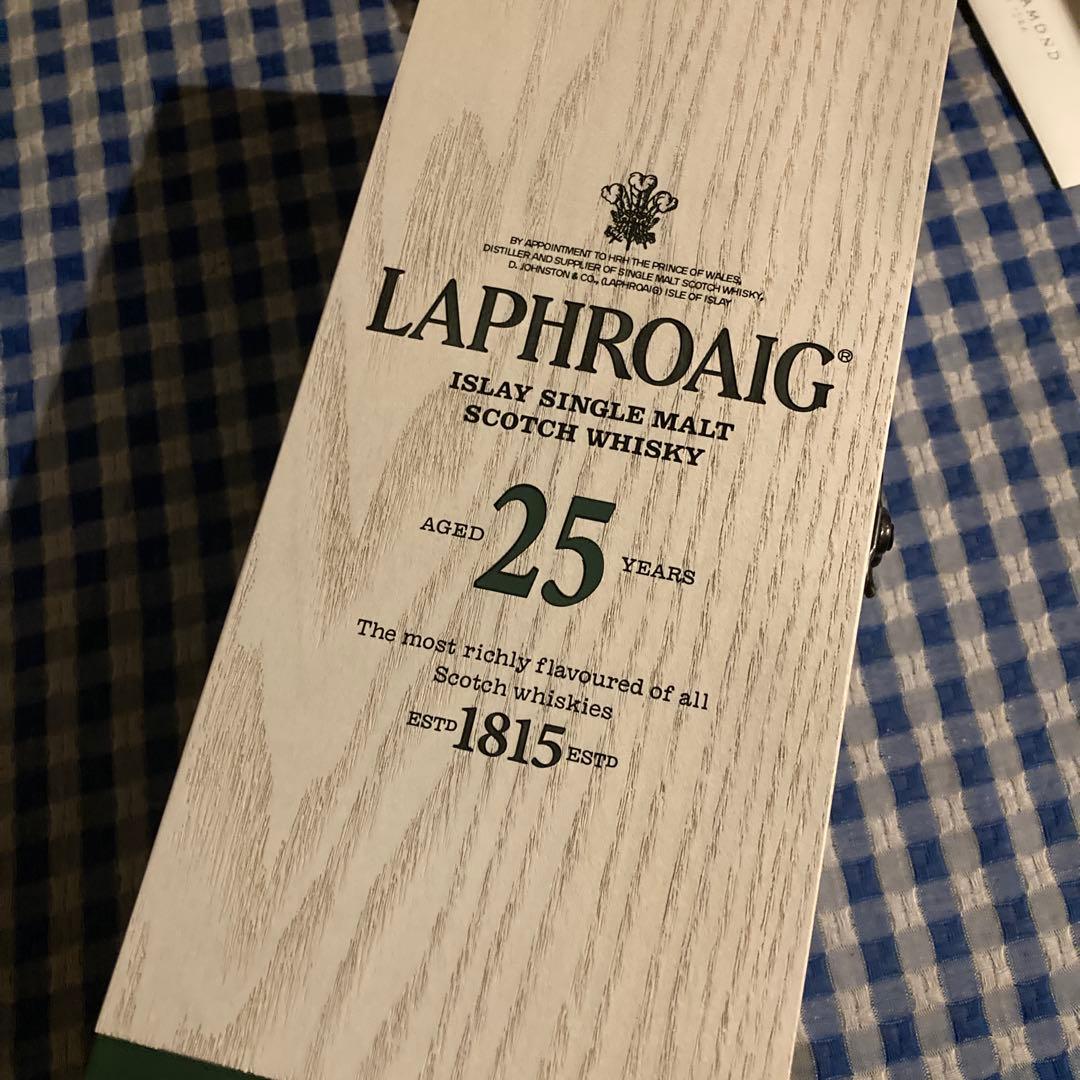 BY APPOINTMENT TO HRH THE PRINCE OF WALES,
DISTILLER AND SUPPLIER OF SINGLE MALT SCOTCH WHISKY,
D. JOHNSTON & CO., (LAPHROAIG) ISLE OF ISLAY
LAPHROAIG®
ISLAY SINGLE MALT
SCOTCH WHISKY
AGED 25 YEARS
The most richly flavoured of all
Scotch whiskies
ESTD 1815 ESTD